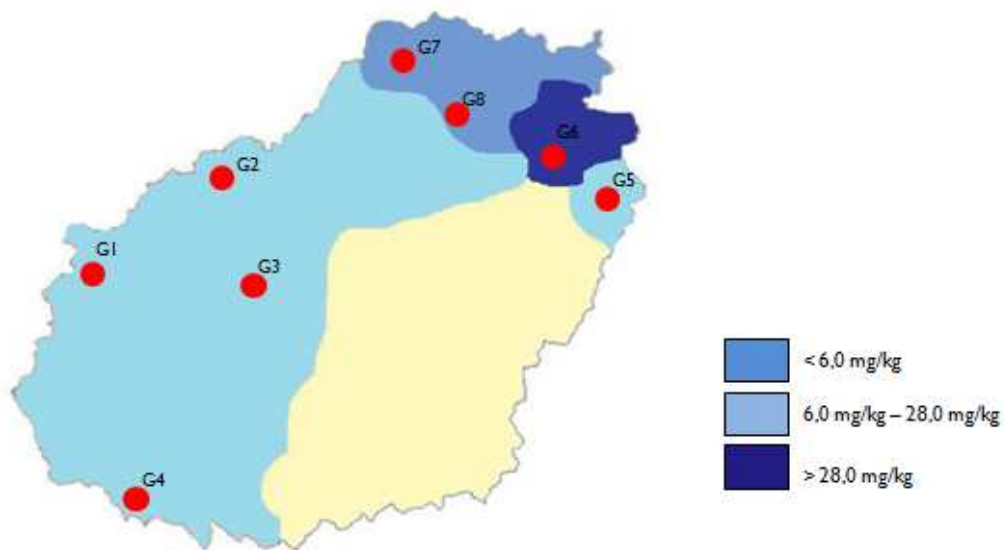 G7
G8
G6
G2
G5
G1
G3
G4
< 6,0 mg/kg
6,0 mg/kg – 28,0 mg/kg
> 28,0 mg/kg